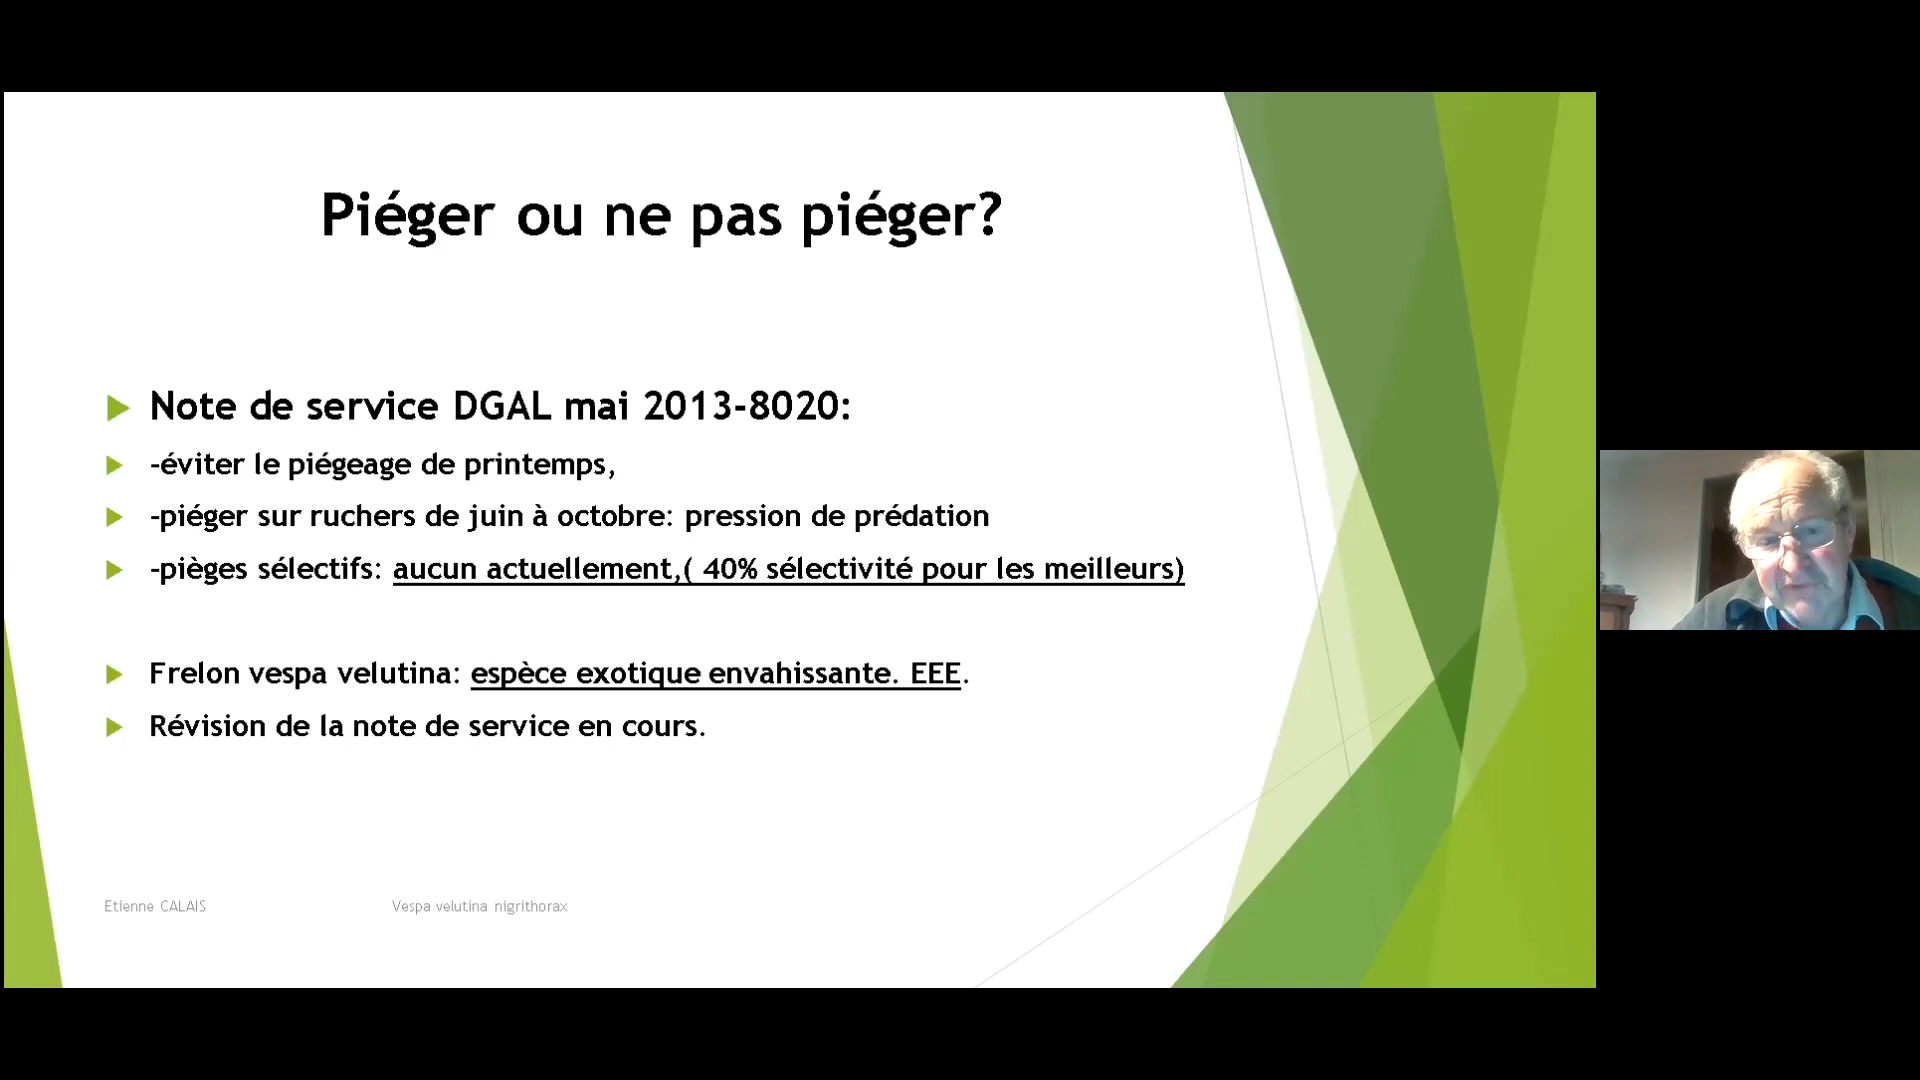 Piéger ou ne pas piéger?
Note de service DGAL mai 2013-8020:
-éviter le piégeage de printemps,
-piéger sur ruchers de juin à octobre: pression de prédation
-pièges sélectifs: aucun actuellement,( 40% sélectivité pour les meilleurs)
Frelon vespa velutina: espèce exotique envahissante. EEE.
Révision de la note de service en cours.
Etienne CALAIS
Vespa velutina nigrithorax